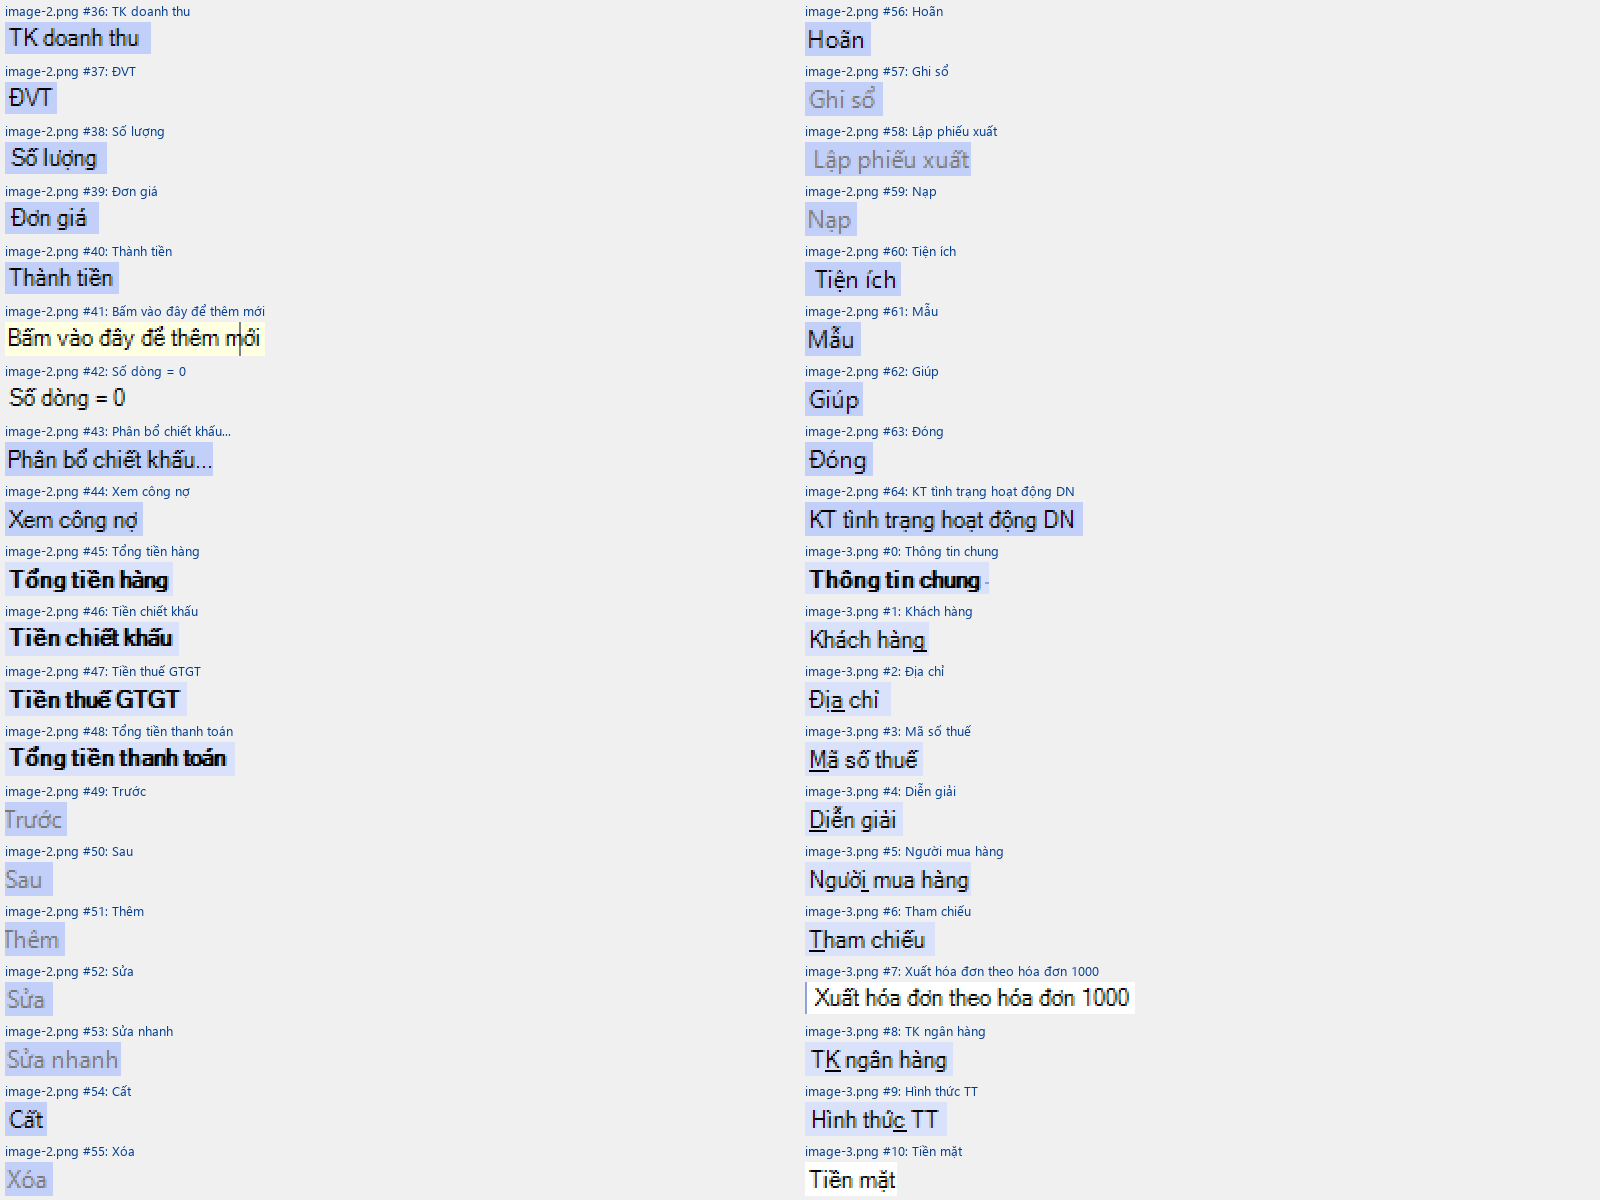 image-2.png #36: TK doanh thu
TK doanh thu
image-2.png #37: ĐVT
ĐVT
image-2.png #38: Số lượng
Số lượng
image-2.png #39: Đơn giá
Đơn giá
image-2.png #40: Thành tiền
Thành tiền
image-2.png #41: Bấm vào đây để thêm mới
Bấm vào đây để thêm mới
image-2.png #42: Số dòng = 0
Số dòng = 0
image-2.png #43: Phân bổ chiết khấu...
Phân bổ chiết khấu...
image-2.png #44: Xem công nợ
Xem công nợ
image-2.png #45: Tổng tiền hàng
Tổng tiền hàng
image-2.png #46: Tiền chiết khấu
Tiền chiết khấu
image-2.png #47: Tiền thuế GTGT
Tiền thuế GTGT
image-2.png #48: Tổng tiền thanh toán
Tổng tiền thanh toán
image-2.png #49: Trước
Trước
image-2.png #50: Sau
Sau
image-2.png #51: Thêm
Thêm
image-2.png #52: Sửa
Sửa
image-2.png #53: Sửa nhanh
Sửa nhanh
image-2.png #54: Cất
Cất
image-2.png #55: Xóa
Xóa
image-2.png #56: Hoãn
Hoãn
image-2.png #57: Ghi sổ
Ghi sổ
image-2.png #58: Lập phiếu xuất
Lập phiếu xuất
image-2.png #59: Nạp
Nạp
image-2.png #60: Tiện ích
Tiện ích
image-2.png #61: Mẫu
Mẫu
image-2.png #62: Giúp
Giúp
image-2.png #63: Đóng
Đóng
image-2.png #64: KT tình trạng hoạt động DN
KT tình trạng hoạt động DN
image-3.png #0: Thông tin chung
Thông tin chung
image-3.png #1: Khách hàng
Khách hàng
image-3.png #2: Địa chỉ
Địa chỉ
image-3.png #3: Mã số thuế
Mã số thuế
image-3.png #4: Diễn giải
Diễn giải
image-3.png #5: Người mua hàng
Người mua hàng
image-3.png #6: Tham chiếu
Tham chiếu
image-3.png #7: Xuất hóa đơn theo hóa đơn 1000
Xuất hóa đơn theo hóa đơn 1000
image-3.png #8: TK ngân hàng
TK ngân hàng
image-3.png #9: Hình thức TT
Hình thức TT
image-3.png #10: Tiền mặt
Tiền mặt